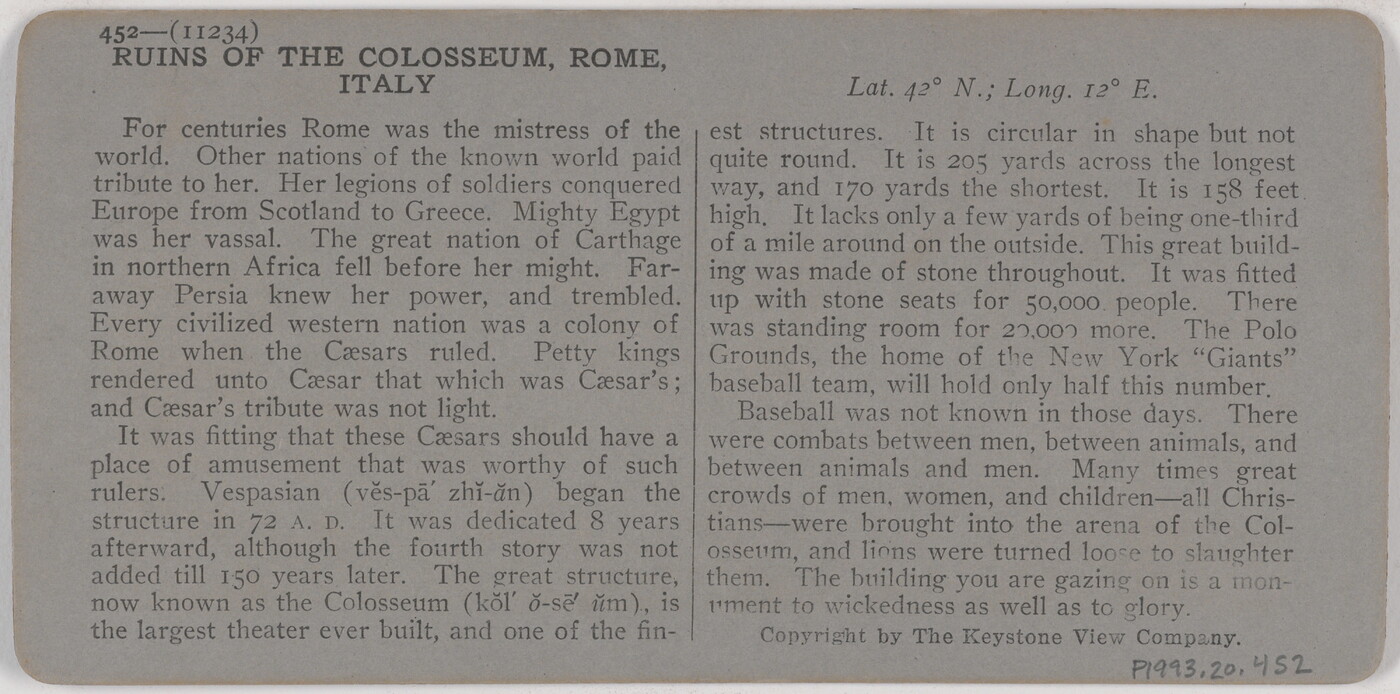 452—(11234)
RUINS OF THE COLOSSEUM, ROME,
ITALY
Lat. 42° N.; Long. 12° E.
For centuries Rome was the mistress of the
world. Other nations of the known world paid
tribute to her. Her legions of soldiers conquered
Europe from Scotland to Greece. Mighty Egypt
was her vassal. The great nation of Carthage
in northern Africa fell before her might. Far-
away Persia knew her power, and trembled.
Every civilized western nation was a colony of
Rome when the Cæsars ruled. Petty kings
rendered unto Cæsar that which was Cæsar's;
and Cæsar's tribute was not light.
It was fitting that these Cæsars should have a
place of amusement that was worthy of such
rulers. Vespasian (vĕs-pā′ zhĭ-ăn) began the
structure in 72 A. D. It was dedicated 8 years
afterward, although the fourth story was not
added till 150 years later. The great structure,
now known as the Colosseum (kŏl′ ŏ-sē′ ŭm), is
the largest theater ever built, and one of the fin-
est structures. It is circular in shape but not
quite round. It is 205 yards across the longest
way, and 170 yards the shortest. It is 158 feet
high. It lacks only a few yards of being one-third
of a mile around on the outside. This great build-
ing was made of stone throughout. It was fitted
up with stone seats for 50,000 people. There
was standing room for 20,000 more. The Polo
Grounds, the home of the New York "Giants"
baseball team, will hold only half this number.
Baseball was not known in those days. There
were combats between men, between animals, and
between animals and men. Many times great
crowds of men, women, and children—all Chris-
tians—were brought into the arena of the Col-
osseum, and lions were turned loose to slaughter
them. The building you are gazing on is a mon-
ument to wickedness as well as to glory.
Copyright by The Keystone View Company.
P1993.20.452